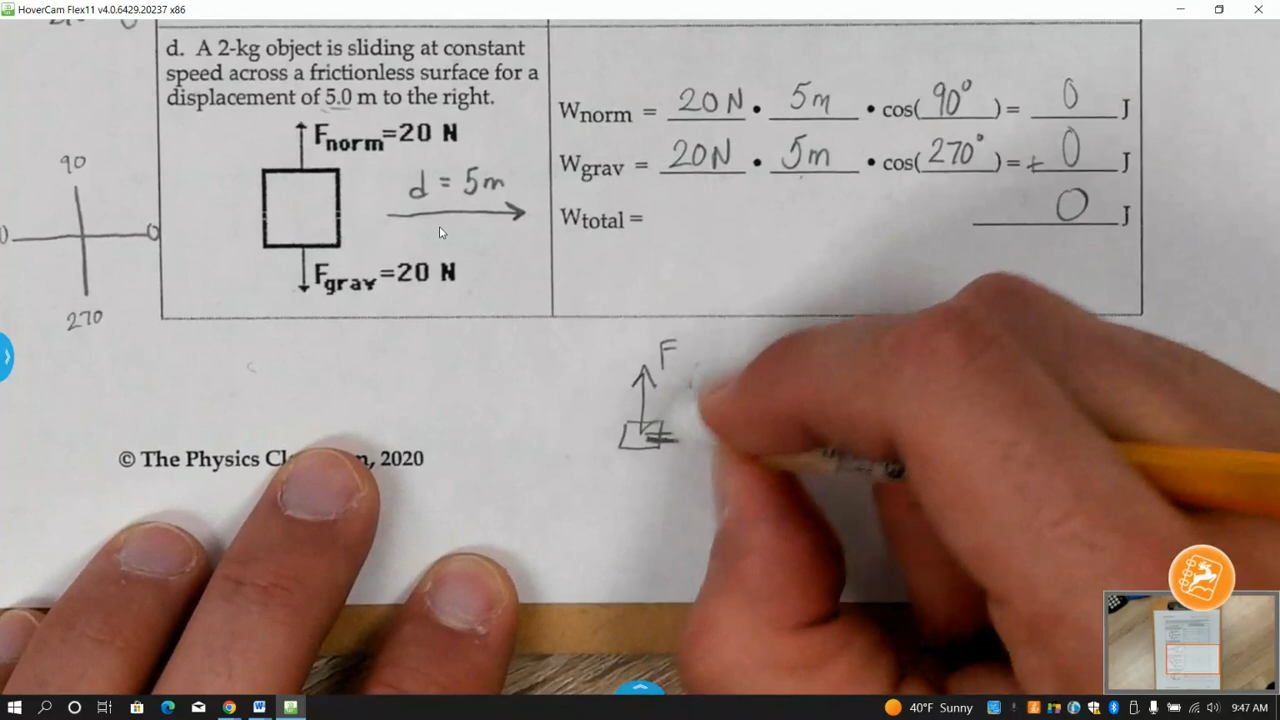 HoverCam Flex11 v4.0.6429.20237 x86
d. A 2-kg object is sliding at constant
speed across a frictionless surface for a
displacement of 5.0 m to the right.
Fnorm=20 N
d = 5m
Fgrav=20 N
90
0
270
Wnorm = 20N • 5m • cos(90°)= 0 J
Wgrav = 20N • 5m • cos(270°)=+ 0 J
Wtotal = 0 J
F
© The Physics Cl m, 2020
40°F Sunny
9:47 AM